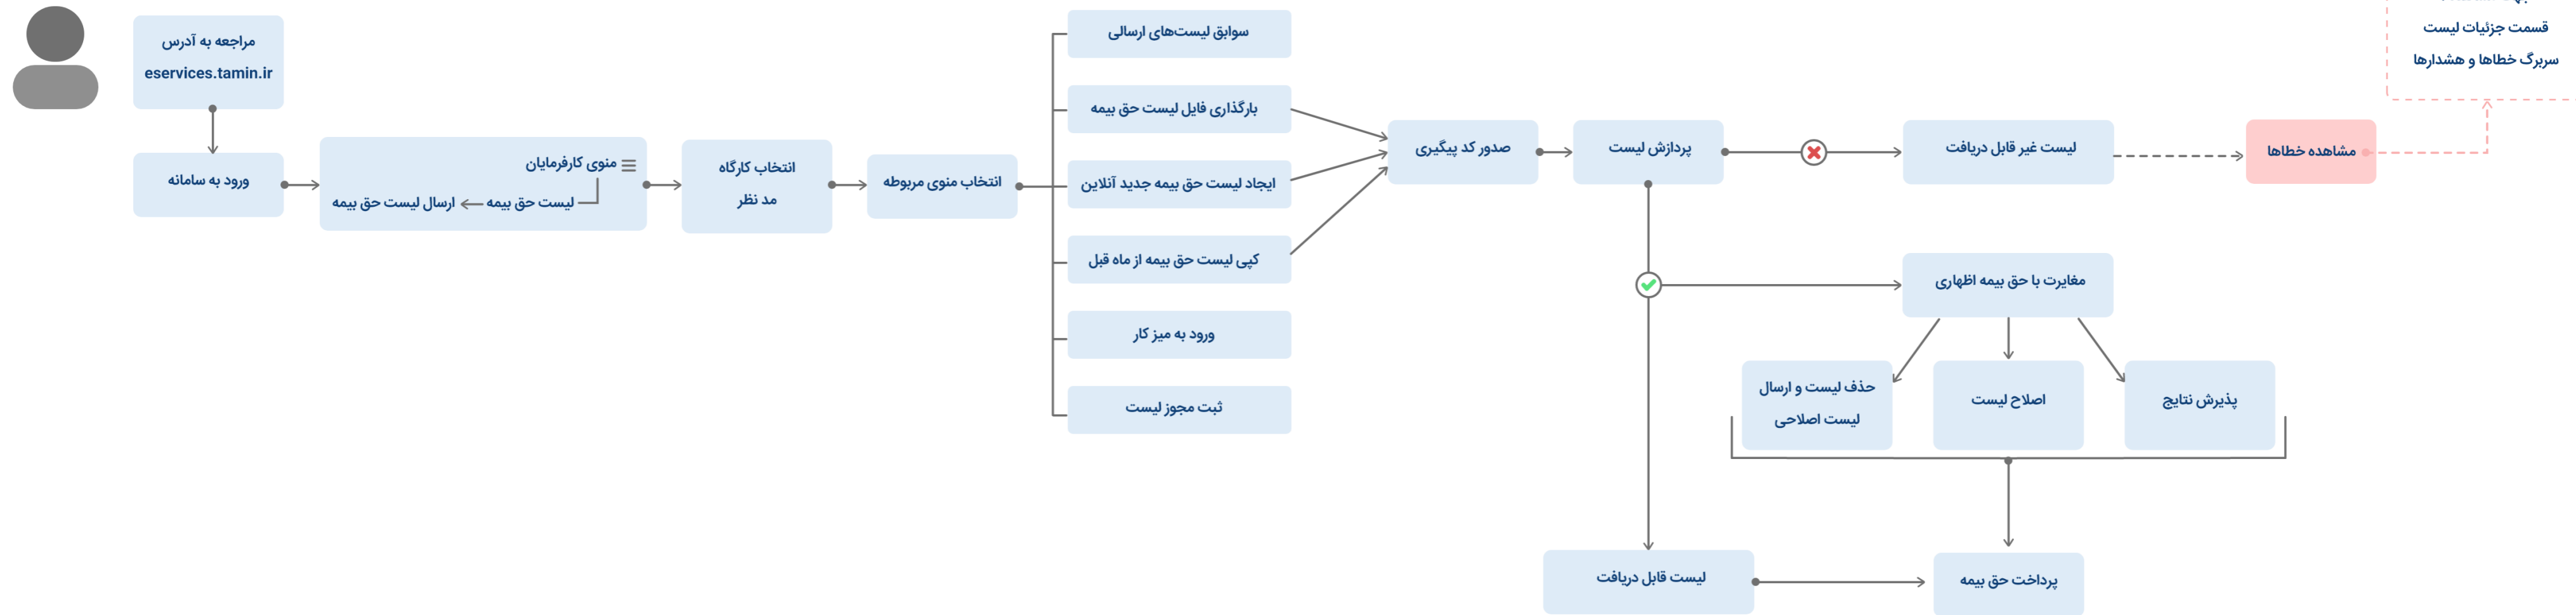 مراجعه به آدرس
eservices.tamin.ir
ورود به سامانه
منوی کارفرمایان
لیست حق بیمه
ارسال لیست حق بیمه
انتخاب کارگاه
مد نظر
انتخاب منوی مربوطه
سوابق لیست‌های ارسالی
بارگذاری فایل لیست حق بیمه
ایجاد لیست حق بیمه جدید آنلاین
کپی لیست حق بیمه از ماه قبل
ورود به میز کار
ثبت مجوز لیست
صدور کد پیگیری
پردازش لیست
لیست غیر قابل دریافت
مشاهده خطاها
قسمت جزئیات لیست
سربرگ خطاها و هشدارها
مغایرت با حق بیمه اظهاری
حذف لیست و ارسال
لیست اصلاحی
اصلاح لیست
پذیرش نتایج
لیست قابل دریافت
پرداخت حق بیمه